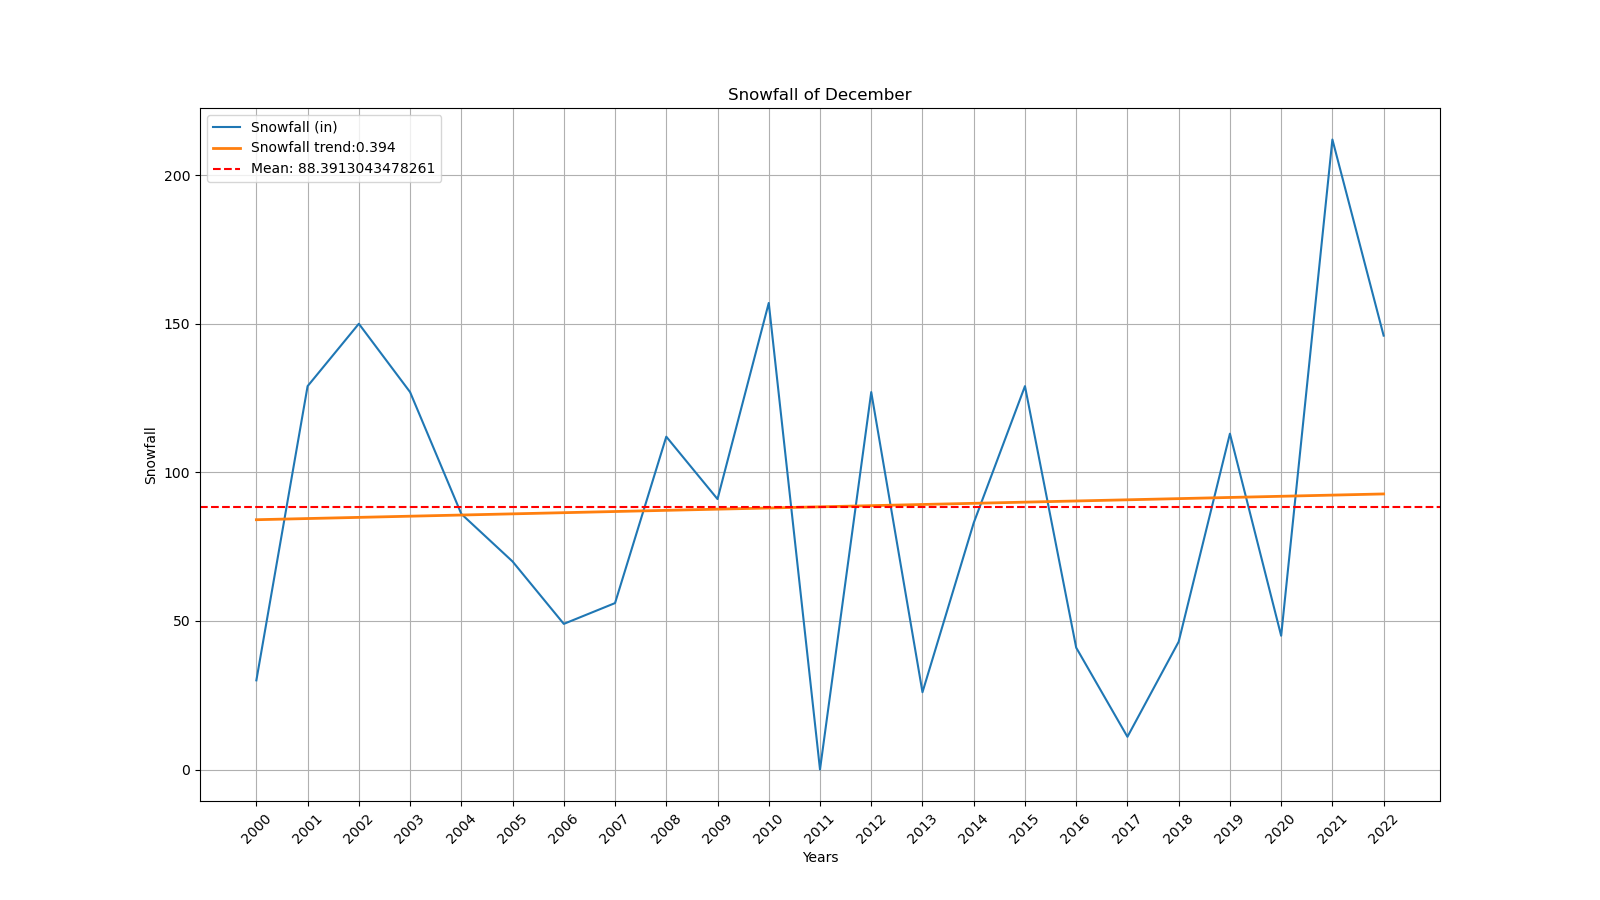 Snowfall of December
Snowfall (in)
Snowfall trend:0.394
Mean: 88.3913043478261
200
150
100
50
0
Snowfall
2000 2001 2002 2003 2004 2005 2006 2007 2008 2009 2010 2011 2012 2013 2014 2015 2016 2017 2018 2019 2020 2021 2022
Years